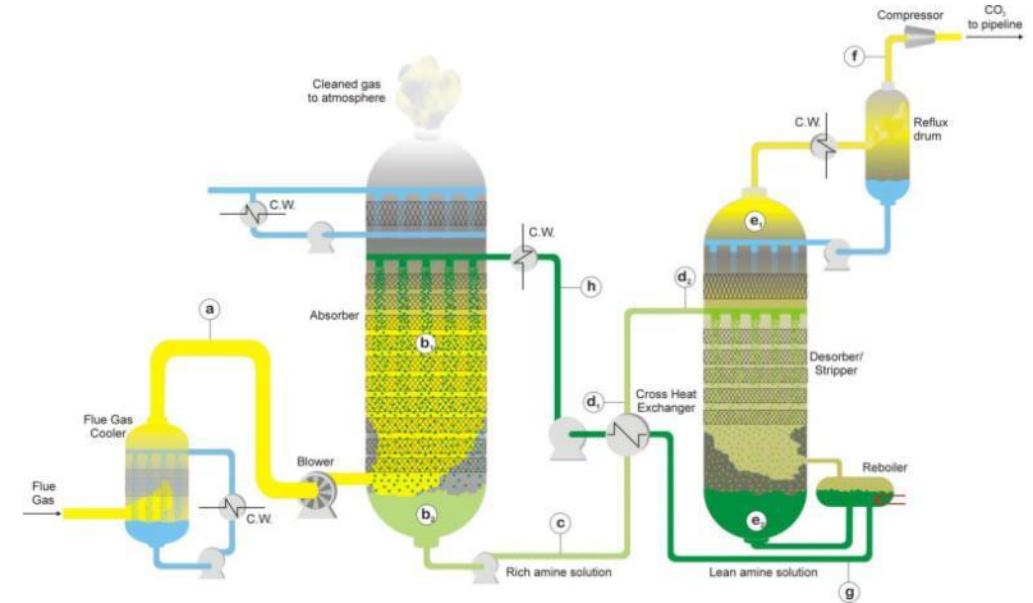 CO₂
to pipeline
Compressor
f
Cleaned gas
to atmosphere
C.W.
Reflux
drum
e₁
C.W.
C.W.
d₂
h
a
Absorber
b₁
Desorber/
Stripper
d₁
Cross Heat
Exchanger
Flue Gas
Cooler
Blower
Reboiler
Flue
Gas
C.W.
b₂
c
e₂
Rich amine solution
Lean amine solution
g